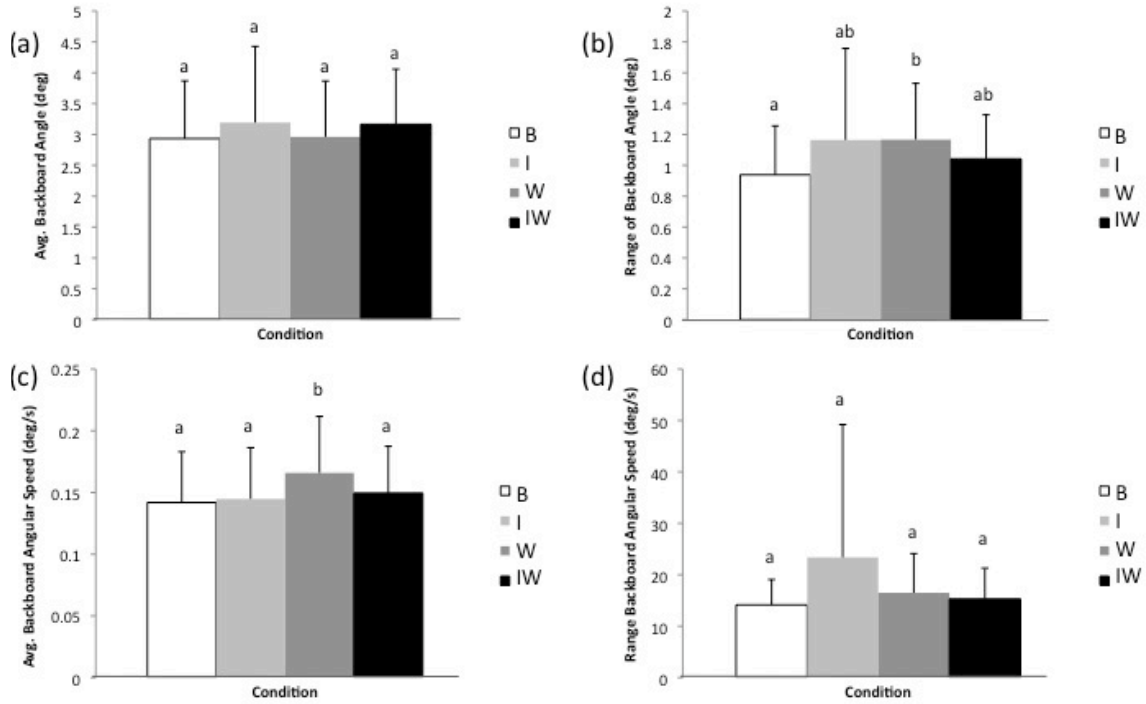 (a)
Avg. Backboard Angle (deg)
5
4.5
4
3.5
3
2.5
2
1.5
1
0.5
0
a
a
a
a
Condition
B
I
W
IW
(b)
Range of Backboard Angle (deg)
2
1.8
1.6
1.4
1.2
1
0.8
0.6
0.4
0.2
0
a
ab
b
ab
Condition
B
I
W
IW
(c)
Avg. Backboard Angular Speed (deg/s)
0.25
0.2
0.15
0.1
0.05
0
a
a
b
a
Condition
B
I
W
IW
(d)
Range Backboard Angular Speed (deg/s)
60
50
40
30
20
10
0
a
a
a
a
Condition
B
I
W
IW